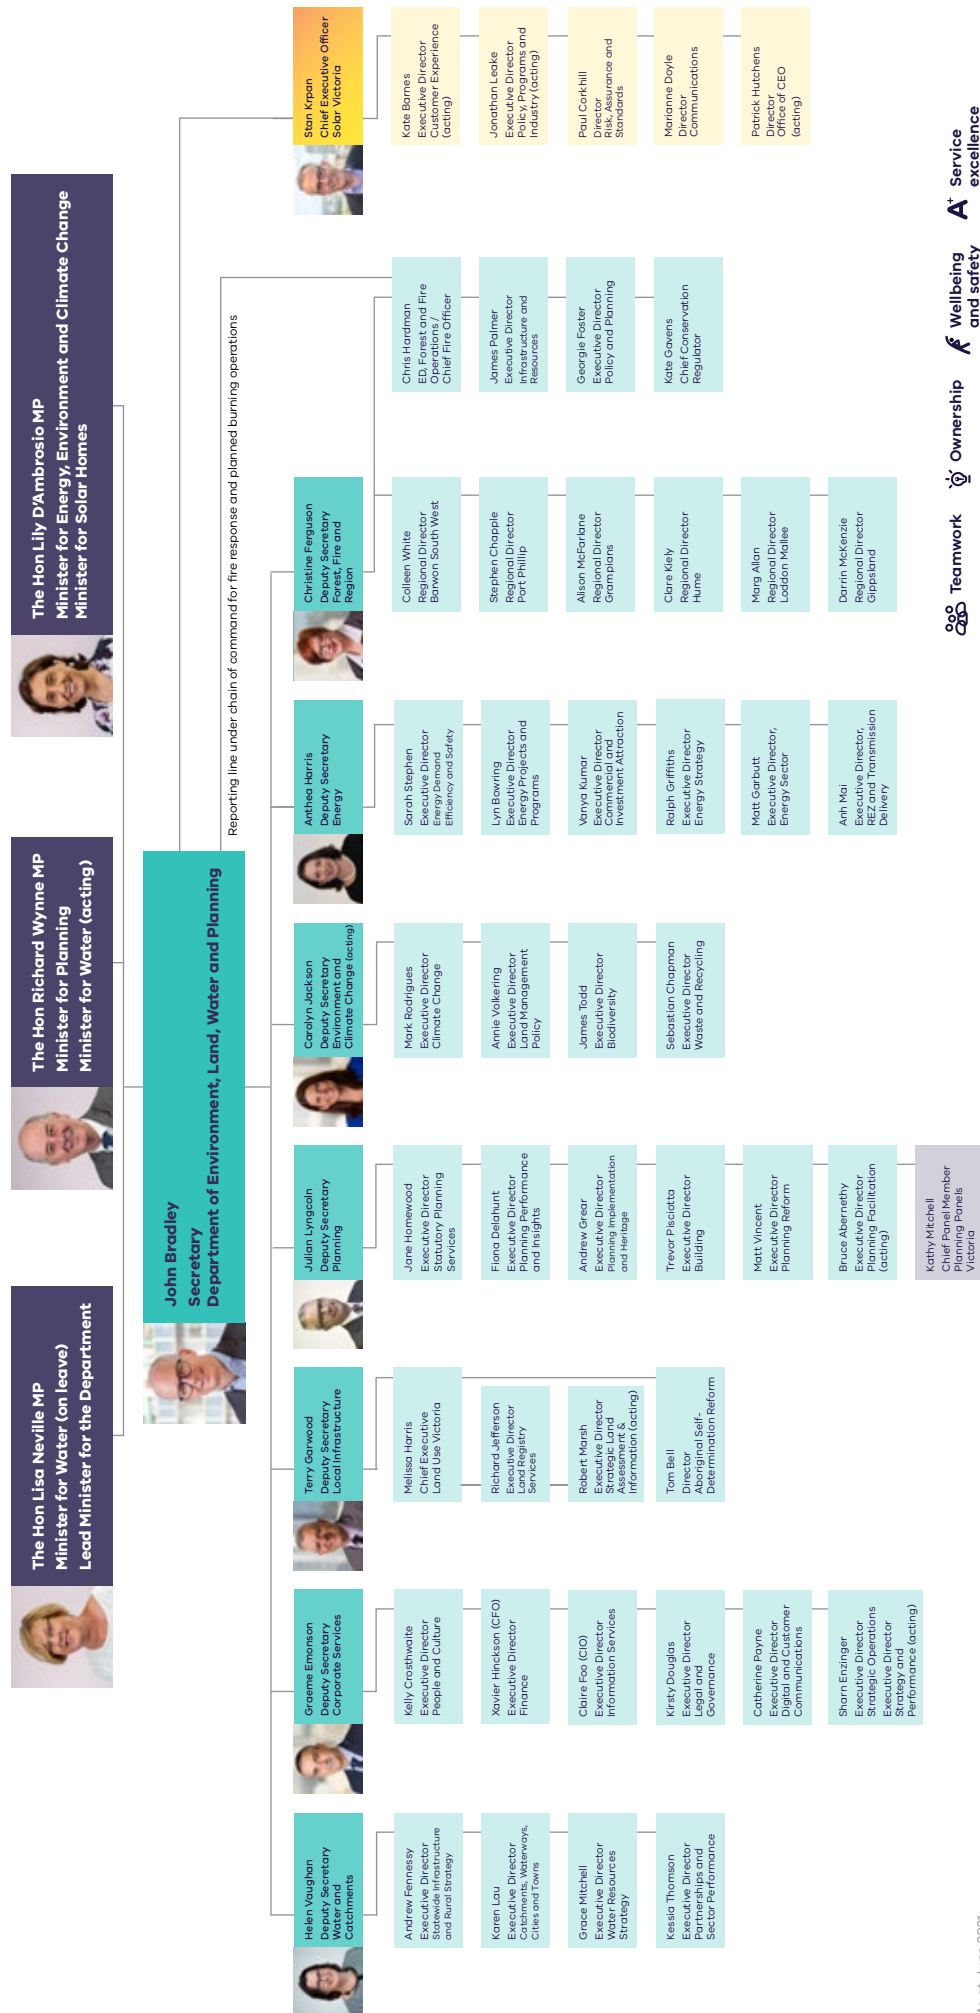 The Hon Lisa Neville MP
Minister for Water (on leave)
Lead Minister for the Department
The Hon Richard Wynne MP
Minister for Planning
Minister for Water (acting)
The Hon Lily D'Ambrosio MP
Minister for Energy, Environment and Climate Change
Minister for Solar Homes
John Bradley
Secretary
Department of Environment, Land, Water and Planning
Reporting line under chain of command for fire response and planned burning operations
Helen Vaughan
Deputy Secretary
Water and
Catchments
Andrew Fennessy
Executive Director
Statewide Infrastructure
and Rural Strategy
Karen Lau
Executive Director
Catchments, Waterways,
Cities and Towns
Grace Mitchell
Executive Director
Water Resources
Strategy
Kessia Thomson
Executive Director
Partnerships and
Sector Performance
Graeme Emonson
Deputy Secretary
Corporate Services
Kelly Crosthwaite
Executive Director
People and Culture
Xavier Hinckson (CFO)
Executive Director
Finance
Claire Foo (CIO)
Executive Director
Information Services
Kirsty Douglas
Executive Director
Legal and
Governance
Catherine Payne
Executive Director
Digital and Customer
Communications
Sharn Enzinger
Executive Director
Strategic Operations
Executive Director
Strategy and
Performance (acting)
Terry Garwood
Deputy Secretary
Local Infrastructure
Melissa Harris
Chief Executive
Land Use Victoria
Richard Jefferson
Executive Director
Land Registry
Services
Robert Marsh
Executive Director
Strategic Land
Assessment &
Information (acting)
Tom Bell
Director
Aboriginal Self-
Determination Reform
Julian Lyngcoln
Deputy Secretary
Planning
Jane Homewood
Executive Director
Statutory Planning
Services
Fiona Delahunt
Executive Director
Planning Performance
and Insights
Andrew Grear
Executive Director
Planning Implementation
and Heritage
Trevor Pisciotta
Executive Director
Building
Matt Vincent
Executive Director
Planning Reform
Bruce Abernethy
Executive Director
Planning Facilitation
(acting)
Kathy Mitchell
Chief Panel Member
Planning Panels
Victoria
Carolyn Jackson
Deputy Secretary
Environment and
Climate Change (acting)
Mark Rodrigues
Executive Director
Climate Change
Annie Volkering
Executive Director
Land Management
Policy
James Todd
Executive Director
Biodiversity
Sebastian Chapman
Executive Director
Waste and Recycling
Anthea Harris
Deputy Secretary
Energy
Sarah Stephen
Executive Director
Energy Demand
Efficiency and Safety
Lynn Bowring
Executive Director
Energy Projects and
Programs
Vanya Kumar
Executive Director
Commercial and
Investment Attraction
Ralph Griffiths
Executive Director
Energy Strategy
Matt Garbutt
Executive Director,
Energy Sector
Anh Mai
Executive Director,
REZ and Transmission
Delivery
Christine Ferguson
Deputy Secretary
Forest, Fire and
Region
Colleen White
Regional Director
Barwon South West
Stephen Chapple
Regional Director
Port Phillip
Alison McFarlane
Regional Director
Grampians
Clare Kiely
Regional Director
Hume
Marg Allan
Regional Director
Loddon Mallee
Darrin McKenzie
Regional Director
Gippsland
Chris Hardman
ED, Forest and Fire
Operations /
Chief Fire Officer
James Palmer
Executive Director
Infrastructure and
Resources
Georgie Foster
Executive Director
Policy and Planning
Kate Gavens
Chief Conservation
Regulator
Stan Krpan
Chief Executive Officer
Solar Victoria
Kate Barnes
Executive Director
Customer Experience
(acting)
Jonathan Leake
Executive Director
Policy, Programs and
Industry (acting)
Paul Corkhill
Director
Risk, Assurance and
Standards
Marianne Doyle
Director
Communications
Patrick Hutchens
Director
Office of CEO
(acting)
Teamwork
Ownership
Wellbeing
and safety
A+ Service
excellence